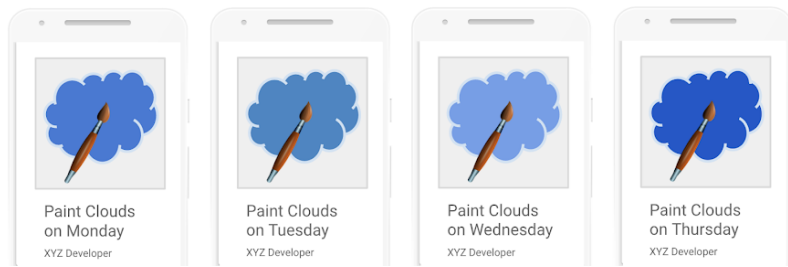 Paint Clouds
on Monday
XYZ Developer
Paint Clouds
on Tuesday
XYZ Developer
Paint Clouds
on Wednesday
XYZ Developer
Paint Clouds
on Thursday
XYZ Developer